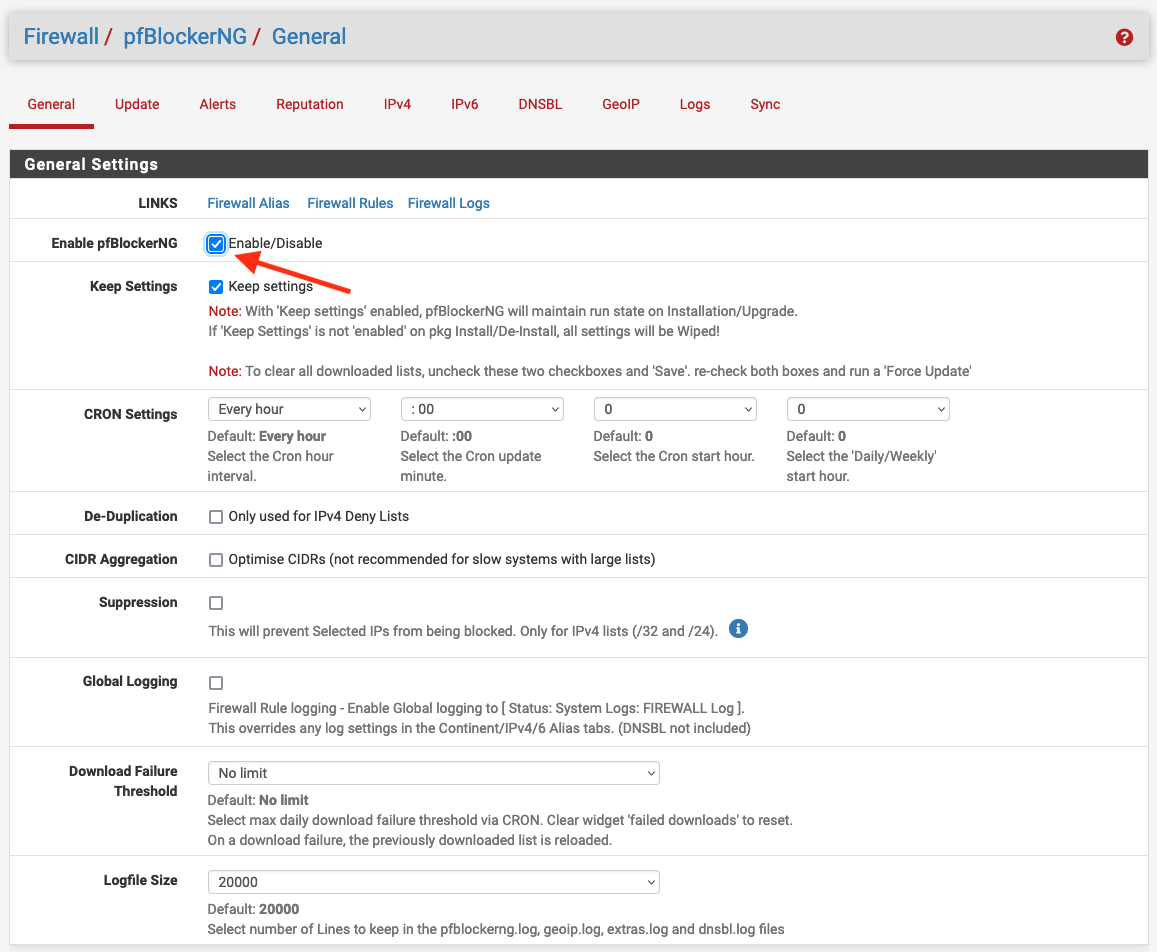 Firewall / pfBlockerNG / General
?
General Update Alerts Reputation IPv4 IPv6 DNSBL GeoIP Logs Sync
General Settings
LINKS Firewall Alias Firewall Rules Firewall Logs
Enable pfBlockerNG Enable/Disable
Keep Settings Keep settings
Note: With 'Keep settings' enabled, pfBlockerNG will maintain run state on Installation/Upgrade.
If 'Keep Settings' is not 'enabled' on pkg Install/De-Install, all settings will be Wiped!
Note: To clear all downloaded lists, uncheck these two checkboxes and 'Save'. re-check both boxes and run a 'Force Update'
CRON Settings Every hour : 00 0 0
Default: Every hour Default: :00 Default: 0 Default: 0
Select the Cron hour Select the Cron update Select the Cron start hour. Select the 'Daily/Weekly'
interval. minute. start hour.
De-Duplication Only used for IPv4 Deny Lists
CIDR Aggregation Optimise CIDRs (not recommended for slow systems with large lists)
Suppression
This will prevent Selected IPs from being blocked. Only for IPv4 lists (/32 and /24). i
Global Logging
Firewall Rule logging - Enable Global logging to [ Status: System Logs: FIREWALL Log ].
This overrides any log settings in the Continent/IPv4/6 Alias tabs. (DNSBL not included)
Download Failure No limit
Threshold
Default: No limit
Select max daily download failure threshold via CRON. Clear widget 'failed downloads' to reset.
On a download failure, the previously downloaded list is reloaded.
Logfile Size 20000
Default: 20000
Select number of Lines to keep in the pfblockerng.log, geoip.log, extras.log and dnsbl.log files